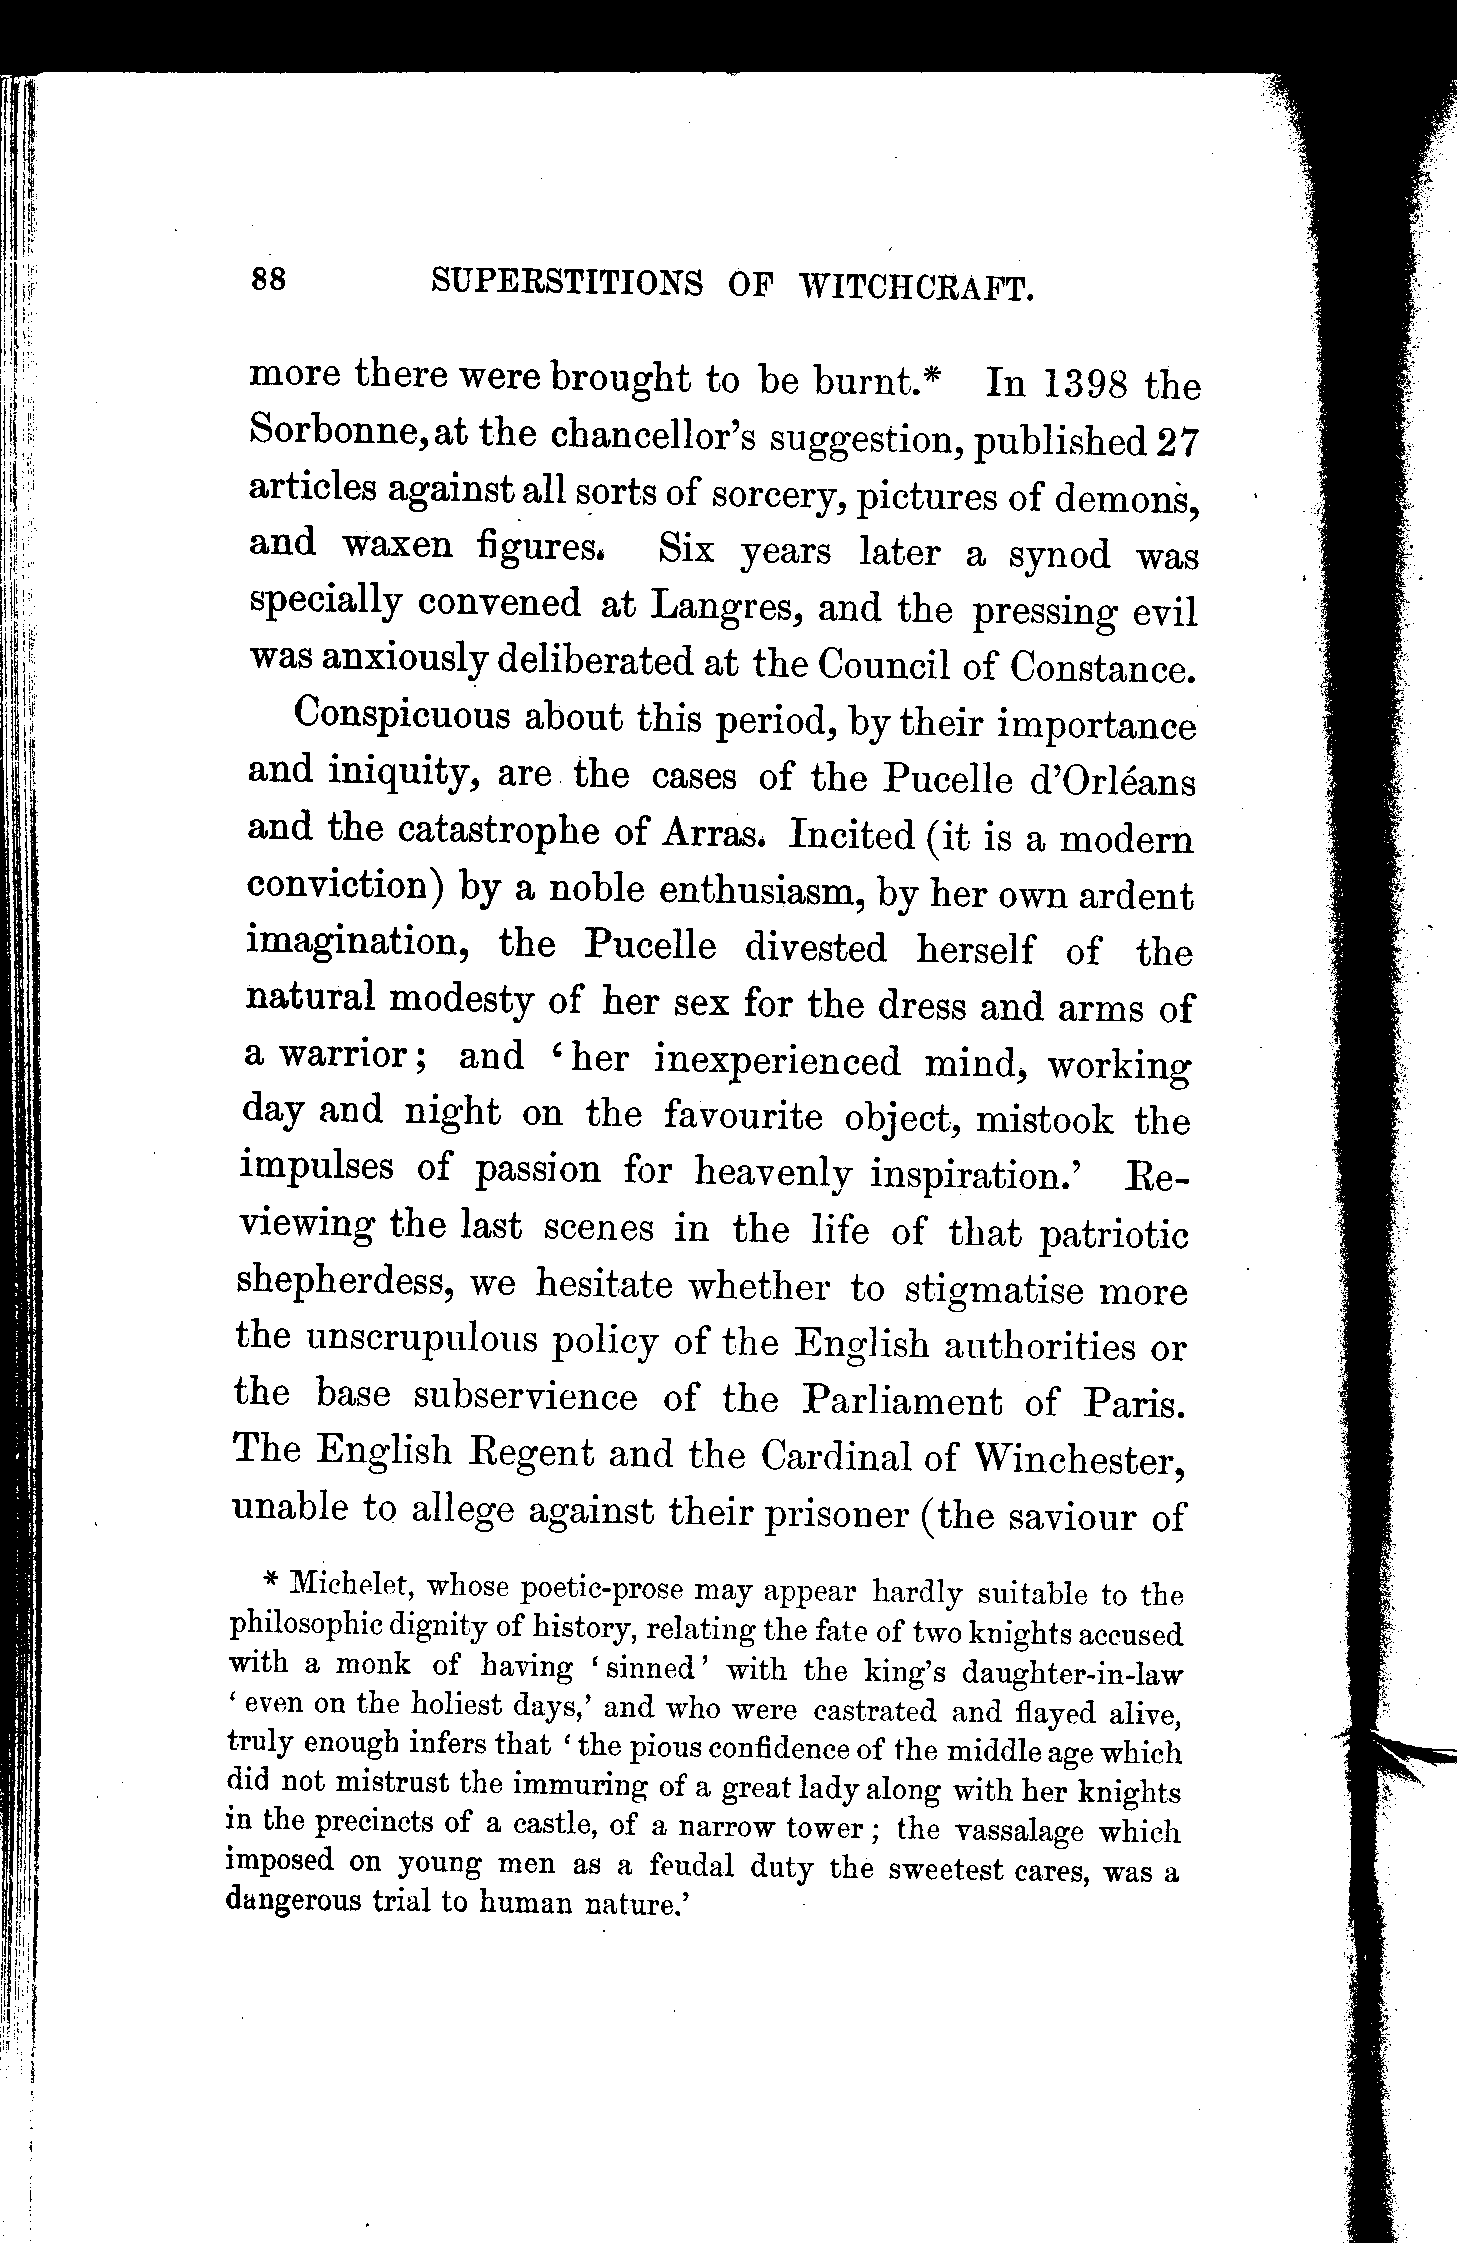 88 SUPERSTITIONS OF WITCHCRAFT.
more there were brought to be burnt.* In 1398 the
Sorbonne, at the chancellor's suggestion, published 27
articles against all sorts of sorcery, pictures of demons,
and waxen figures. Six years later a synod was
specially convened at Langres, and the pressing evil
was anxiously deliberated at the Council of Constance.
Conspicuous about this period, by their importance
and iniquity, are the cases of the Pucelle d'Orléans
and the catastrophe of Arras. Incited (it is a modern
conviction) by a noble enthusiasm, by her own ardent
imagination, the Pucelle divested herself of the
natural modesty of her sex for the dress and arms of
a warrior; and ‘her inexperienced mind, working
day and night on the favourite object, mistook the
impulses of passion for heavenly inspiration.’ Re-
viewing the last scenes in the life of that patriotic
shepherdess, we hesitate whether to stigmatise more
the unscrupulous policy of the English authorities or
the base subservience of the Parliament of Paris.
The English Regent and the Cardinal of Winchester,
unable to allege against their prisoner (the saviour of
* Michelet, whose poetic-prose may appear hardly suitable to the
philosophic dignity of history, relating the fate of two knights accused
with a monk of having ‘sinned’ with the king's daughter-in-law
‘even on the holiest days,’ and who were castrated and flayed alive,
truly enough infers that ‘the pious confidence of the middle age which
did not mistrust the immuring of a great lady along with her knights
in the precincts of a castle, of a narrow tower; the vassalage which
imposed on young men as a feudal duty the sweetest cares, was a
dangerous trial to human nature.’